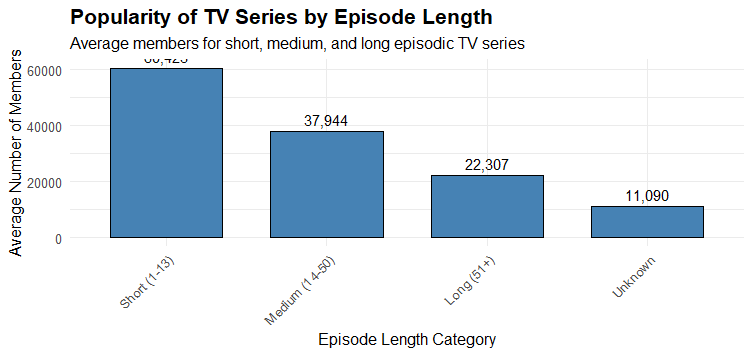 Popularity of TV Series by Episode Length
Average members for short, medium, and long episodic TV series
Average Number of Members
60000
40000
20000
0
37,944
22,307
11,090
Short (1-13)
Medium (14-50)
Long (51+)
Unknown
Episode Length Category